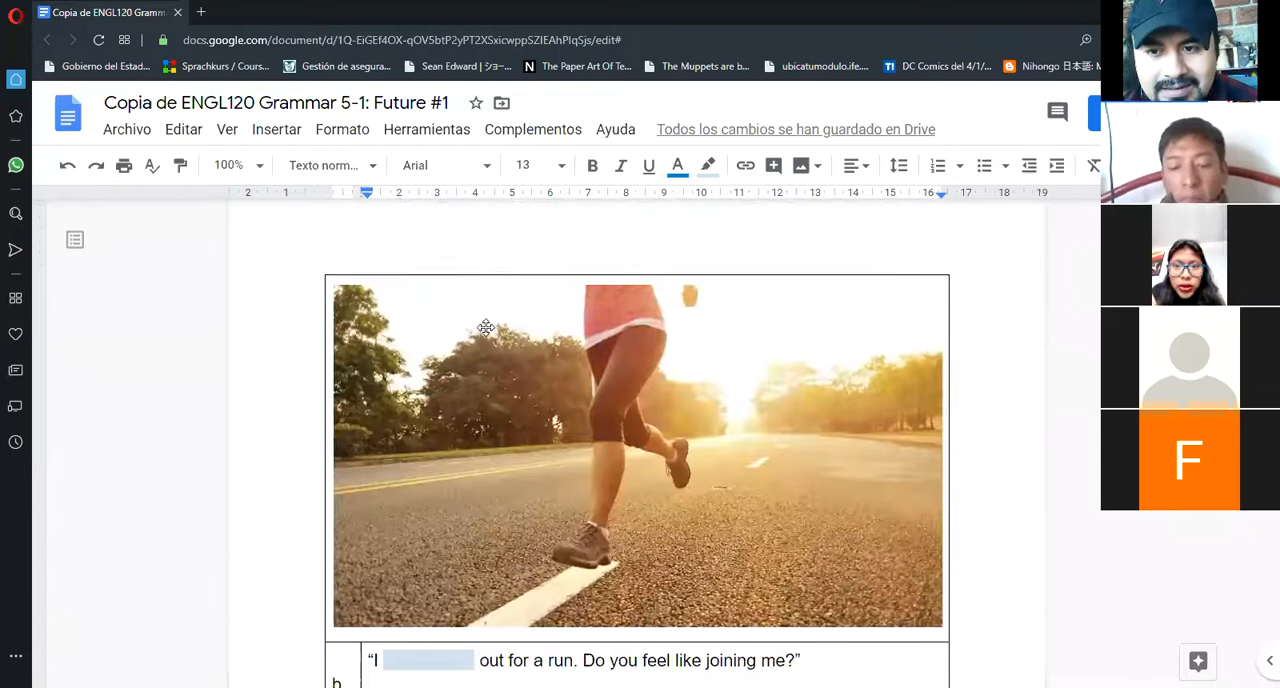 Copia de ENGL120 Gramm
docs.google.com/document/d/1Q-EiGEf4OX-qOV5btP2yPT2XSxicwppSZIEAhPIqSjs/edit#
Gobierno del Estad... Sprachkurs / Cours... Gestión de asegura... Sean Edward | ショー... The Paper Art Of Te... The Muppets are b... ubicatumodulo.ife.... DC Comics del 4/1/... Nihongo 日本語: M
Copia de ENGL120 Grammar 5-1: Future #1
Archivo Editar Ver Insertar Formato Herramientas Complementos Ayuda Todos los cambios se han guardado en Drive
100% Texto norm... Arial 13 B I U A
2 1 1 2 3 4 5 6 7 8 9 10 11 12 13 14 15 16 17 18 19
F
“I out for a run. Do you feel like joining me?”
b